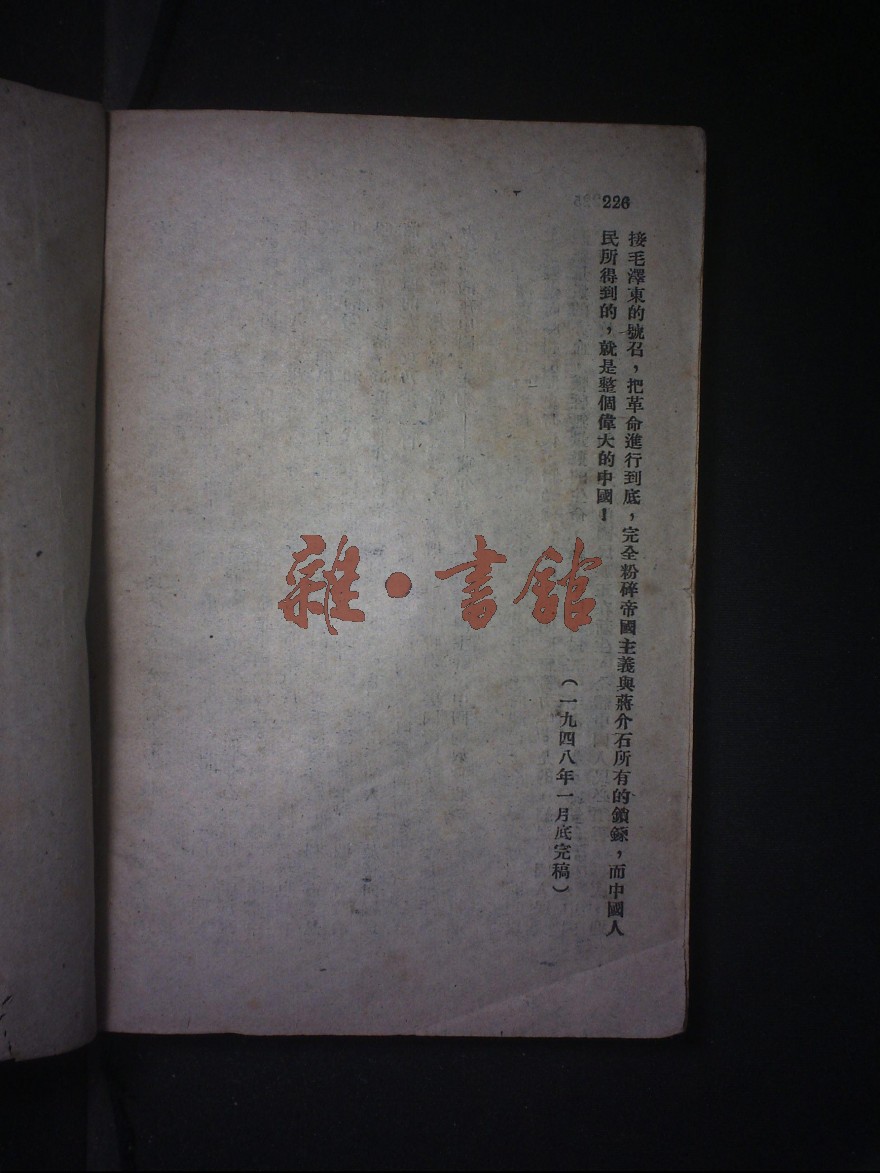 226
接毛澤東的號召，把革命進行到底，完全粉碎帝國主義與蔣介石所有的鎖鍊，而中國人
民所得到的，就是整個偉大的中國！
（一九四八年一月底完稿）
雜·書館